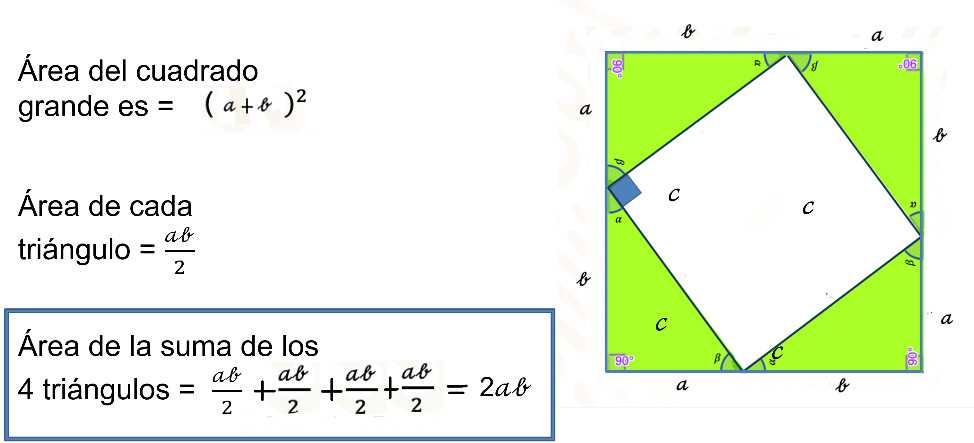 Área del cuadrado
grande es = (a+b)²
Área de cada
triángulo = ab/2
Área de la suma de los
4 triángulos = ab/2 + ab/2 + ab/2 + ab/2 = 2ab
b a
90° α β 90°
a b
β
c c
α α
b β
c a
90° β α c 90°
a b